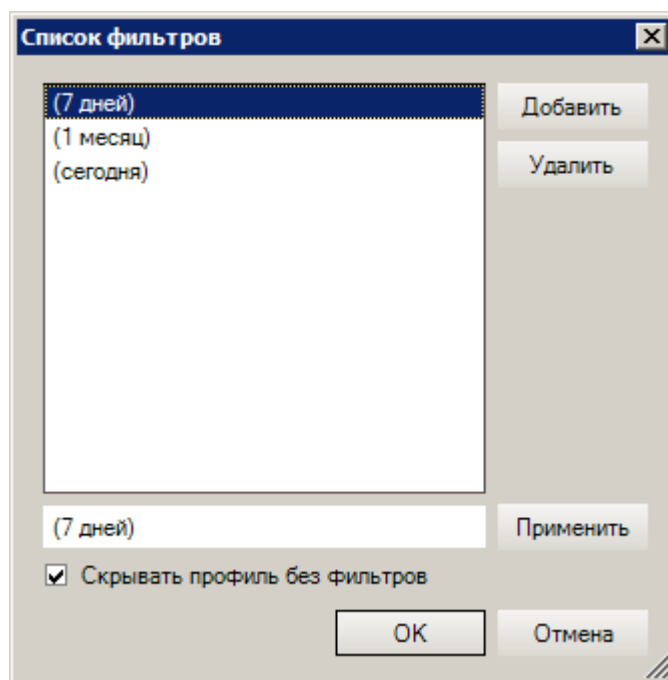 Список фильтров
(7 дней)
(1 месяц)
(сегодня)
Добавить
Удалить
(7 дней)
Применить
Скрывать профиль без фильтров
OK
Отмена